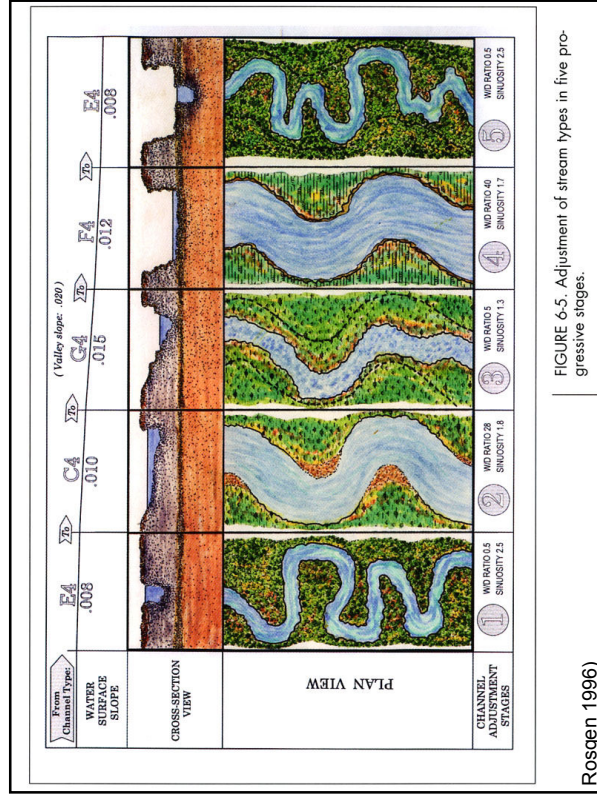 From
Channel Type:
E4 To C4 To G4 To F4 To E4
( Valley slope: .020 )
WATER
SURFACE
SLOPE
.008 .010 .015 .012 .008
CROSS-SECTION
VIEW
PLAN VIEW
CHANNEL
ADJUSTMENT
STAGES
1 W/D RATIO 0.5
SINUOSITY 2.5
2 W/D RATIO 28
SINUOSITY 1.8
3 W/D RATIO 5
SINUOSITY 1.3
4 W/D RATIO 40
SINUOSITY 1.7
5 W/D RATIO 0.5
SINUOSITY 2.5
FIGURE 6-5. Adjustment of stream types in five pro-
gressive stages.
Rosgen 1996)